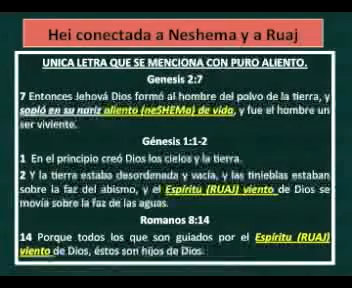 Hei conectada a Neshema y a Ruaj
UNICA LETRA QUE SE MENCIONA CON PURO ALIENTO.
Genesis 2:7
7 Entonces Jehová Dios formó al hombre del polvo de la tierra, y
sopló en su nariz aliento (neSHEMa) de vida, y fue el hombre un
ser viviente.
Génesis 1:1-2
1 En el principio creó Dios los cielos y la tierra.
2 Y la tierra estaba desordenada y vacía, y las tinieblas estaban
sobre la faz del abismo, y el Espíritu (RUAJ) viento de Dios se
movía sobre la faz de las aguas.
Romanos 8:14
14 Porque todos los que son guiados por el Espíritu (RUAJ)
viento de Dios, éstos son hijos de Dios.